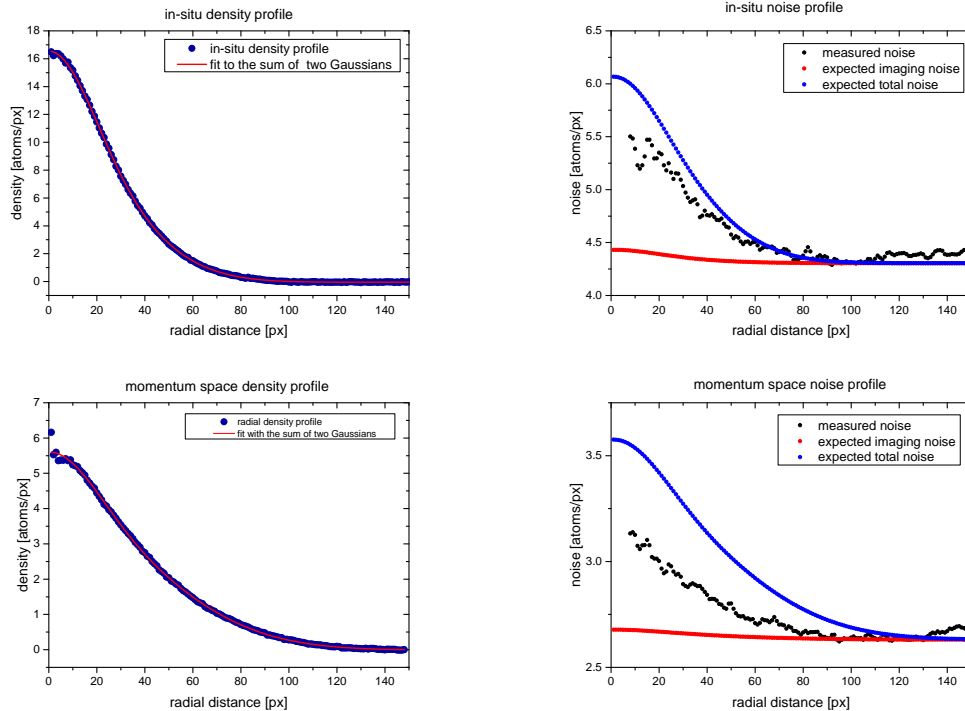 in-situ density profile
18
16
14
12
10
8
6
4
2
0
density [atoms/px]
in-situ density profile
fit to the sum of two Gaussians
0 20 40 60 80 100 120 140
radial distance [px]
in-situ noise profile
6.5
6.0
5.5
5.0
4.5
4.0
noise [atoms/px]
measured noise
expected imaging noise
expected total noise
0 20 40 60 80 100 120 140
radial distance [px]
momentum space density profile
7
6
5
4
3
2
1
0
density [atoms/px]
radial density profile
fit with the sum of two Gaussians
0 20 40 60 80 100 120 140
radial distance [px]
momentum space noise profile
3.5
3.0
2.5
noise [atoms/px]
measured noise
expected imaging noise
expected total noise
0 20 40 60 80 100 120 140
radial distance [px]